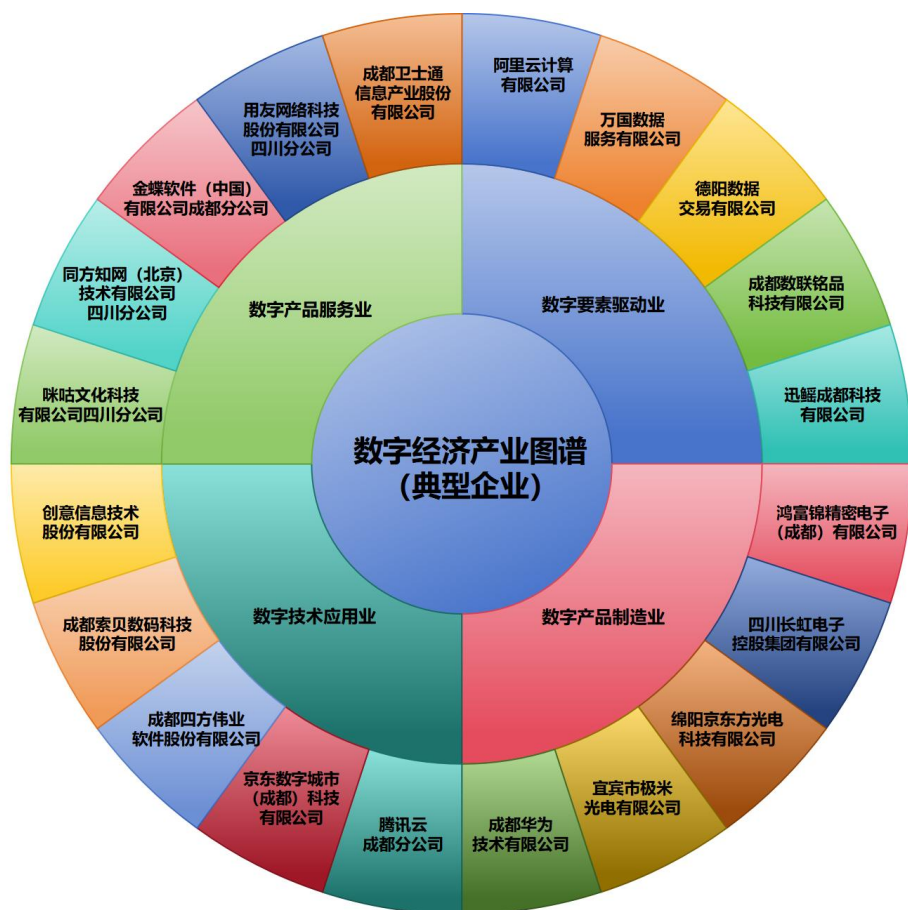 数字经济产业图谱
（典型企业）
数字要素驱动业
阿里云计算
有限公司
万国数据
服务有限公司
德阳数据
交易有限公司
成都数联铭品
科技有限公司
迅鳐成都科技
有限公司
数字产品制造业
鸿富锦精密电子
（成都）有限公司
四川长虹电子
控股集团有限公司
绵阳京东方光电
科技有限公司
宜宾市极米
光电有限公司
成都华为
技术有限公司
数字技术应用业
腾讯云
成都分公司
京东数字城市
（成都）科技
有限公司
成都四方伟业
软件股份有限公司
成都索贝数码科技
股份有限公司
创意信息技术
股份有限公司
数字产品服务业
咪咕文化科技
有限公司四川分公司
同方知网（北京）
技术有限公司
四川分公司
金蝶软件（中国）
有限公司成都分公司
用友网络科技
股份有限公司
四川分公司
成都卫士通
信息产业股份
有限公司